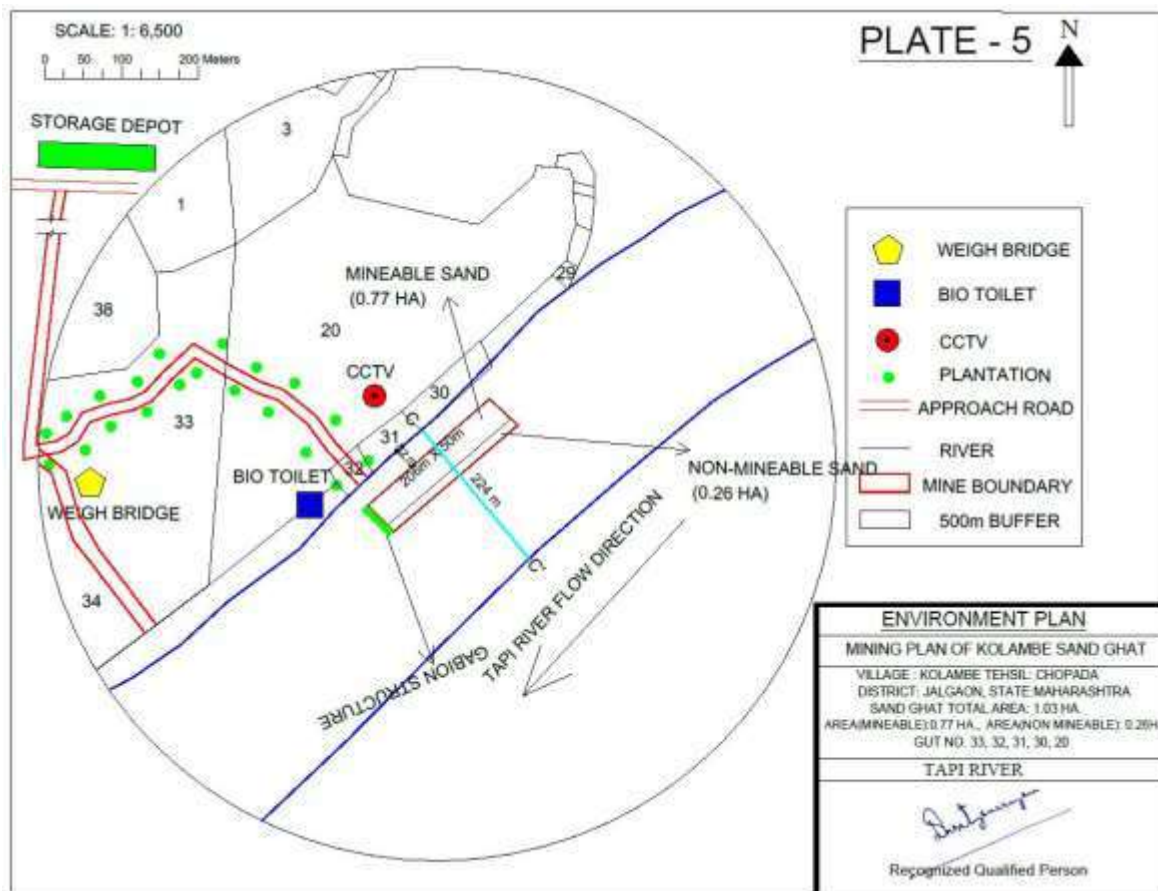 SCALE: 1: 6,500
0 50 100 200 Meters
PLATE - 5
N
STORAGE DEPOT
3
1
38
20
33
34
29
30
31
32
MINEABLE SAND
(0.77 HA)
CCTV
BIO TOILET
WEIGH BRIDGE
206m X 50m
224 m
NON-MINEABLE SAND
(0.26 HA)
GABION STRUCTURE
TAPI RIVER FLOW DIRECTION
WEIGH BRIDGE
BIO TOILET
CCTV
PLANTATION
APPROACH ROAD
RIVER
MINE BOUNDARY
500m BUFFER
ENVIRONMENT PLAN
MINING PLAN OF KOLAMBE SAND GHAT
VILLAGE : KOLAMBE TEHSIL: CHOPADA
DISTRICT: JALGAON, STATE:MAHARASHTRA
SAND GHAT TOTAL AREA: 1.03 HA.
AREA(MINEABLE):0.77 HA., AREA(NON MINEABLE): 0.26H
GUT NO. 33, 32, 31, 30, 20
TAPI RIVER
Recognized Qualified Person